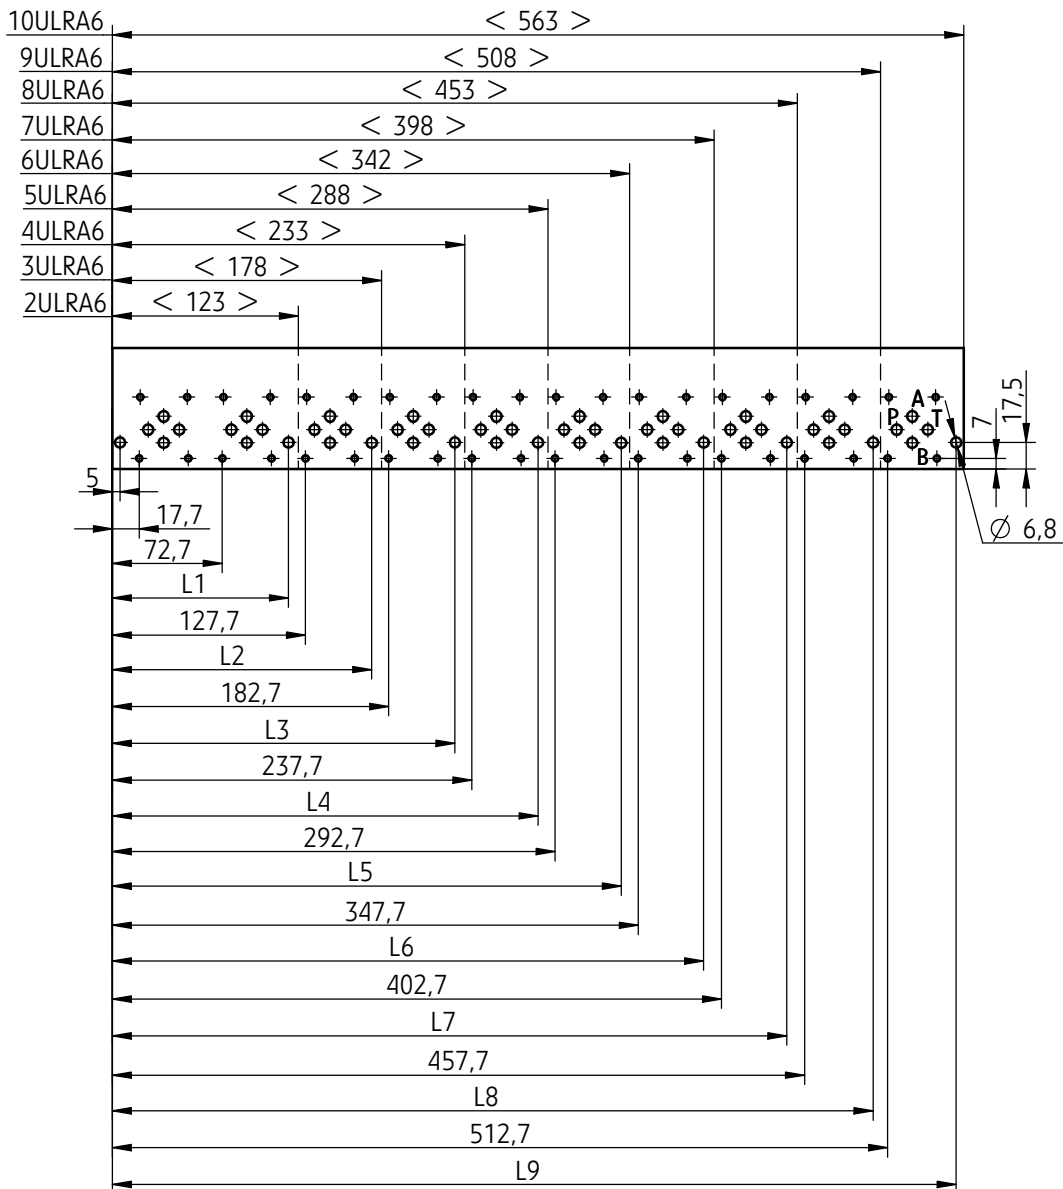 10ULRA6
< 563 >
9ULRA6
< 508 >
8ULRA6
< 453 >
7ULRA6
< 398 >
6ULRA6
< 342 >
5ULRA6
< 288 >
4ULRA6
< 233 >
3ULRA6
< 178 >
2ULRA6
< 123 >
A
P
T
B
7
17,5
Ø 6,8
5
17,7
72,7
L1
127,7
L2
182,7
L3
237,7
L4
292,7
L5
347,7
L6
402,7
L7
457,7
L8
512,7
L9